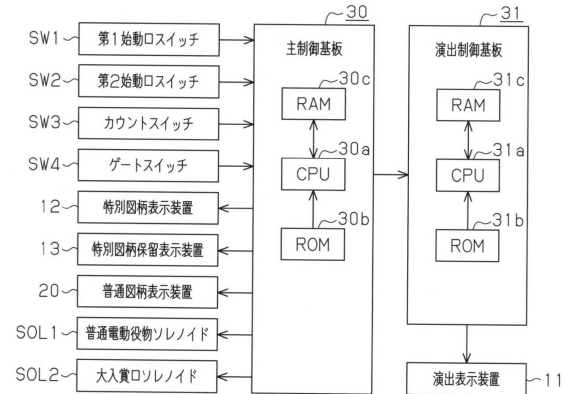 30
31
SW1
第1始動口スイッチ
主制御基板
演出制御基板
SW2
第2始動口スイッチ
30c
31c
RAM
RAM
SW3
カウントスイッチ
30a
31a
SW4
ゲートスイッチ
CPU
CPU
12
特別図柄表示装置
30b
31b
13
特別図柄保留表示装置
ROM
ROM
20
普通図柄表示装置
SOL1
普通電動役物ソレノイド
SOL2
大入賞口ソレノイド
演出表示装置
11